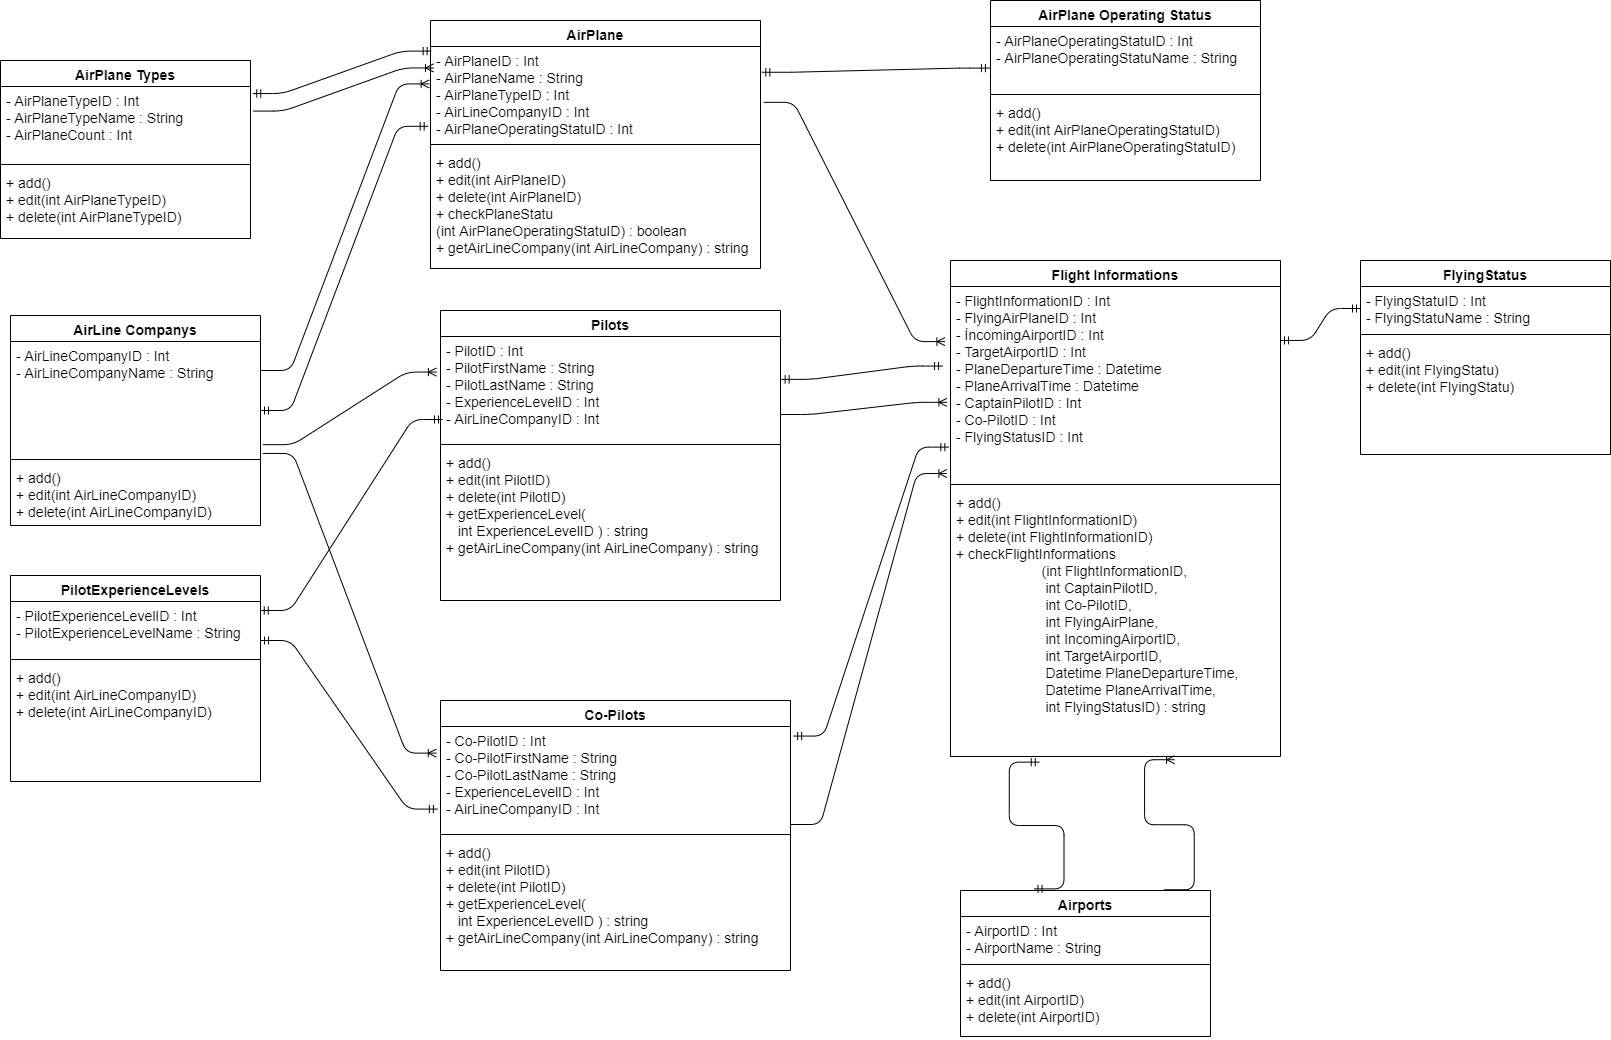 AirPlane Types
- AirPlaneTypeID : Int
- AirPlaneTypeName : String
- AirPlaneCount : Int
+ add()
+ edit(int AirPlaneTypeID)
+ delete(int AirPlaneTypeID)
AirPlane
- AirPlaneID : Int
- AirPlaneName : String
- AirPlaneTypeID : Int
- AirLineCompanyID : Int
- AirPlaneOperatingStatuID : Int
+ add()
+ edit(int AirPlaneID)
+ delete(int AirPlaneID)
+ checkPlaneStatu
(int AirPlaneOperatingStatuID) : boolean
+ getAirLineCompany(int AirLineCompany) : string
AirPlane Operating Status
- AirPlaneOperatingStatuID : Int
- AirPlaneOperatingStatuName : String
+ add()
+ edit(int AirPlaneOperatingStatuID)
+ delete(int AirPlaneOperatingStatuID)
AirLine Companys
- AirLineCompanyID : Int
- AirLineCompanyName : String
+ add()
+ edit(int AirLineCompanyID)
+ delete(int AirLineCompanyID)
Pilots
- PilotID : Int
- PilotFirstName : String
- PilotLastName : String
- ExperienceLevelID : Int
- AirLineCompanyID : Int
+ add()
+ edit(int PilotID)
+ delete(int PilotID)
+ getExperienceLevel(
int ExperienceLevelID ) : string
+ getAirLineCompany(int AirLineCompany) : string
Flight Informations
- FlightInformationID : Int
- FlyingAirPlaneID : Int
- İncomingAirportID : Int
- TargetAirportID : Int
- PlaneDepartureTime : Datetime
- PlaneArrivalTime : Datetime
- CaptainPilotID : Int
- Co-PilotID : Int
- FlyingStatusID : Int
+ add()
+ edit(int FlightInformationID)
+ delete(int FlightInformationID)
+ checkFlightInformations
(int FlightInformationID,
int CaptainPilotID,
int Co-PilotID,
int FlyingAirPlane,
int IncomingAirportID,
int TargetAirportID,
Datetime PlaneDepartureTime,
Datetime PlaneArrivalTime,
int FlyingStatusID) : string
FlyingStatus
- FlyingStatuID : Int
- FlyingStatuName : String
+ add()
+ edit(int FlyingStatu)
+ delete(int FlyingStatu)
PilotExperienceLevels
- PilotExperienceLevelID : Int
- PilotExperienceLevelName : String
+ add()
+ edit(int AirLineCompanyID)
+ delete(int AirLineCompanyID)
Co-Pilots
- Co-PilotID : Int
- Co-PilotFirstName : String
- Co-PilotLastName : String
- ExperienceLevelID : Int
- AirLineCompanyID : Int
+ add()
+ edit(int PilotID)
+ delete(int PilotID)
+ getExperienceLevel(
int ExperienceLevelID ) : string
+ getAirLineCompany(int AirLineCompany) : string
Airports
- AirportID : Int
- AirportName : String
+ add()
+ edit(int AirportID)
+ delete(int AirportID)